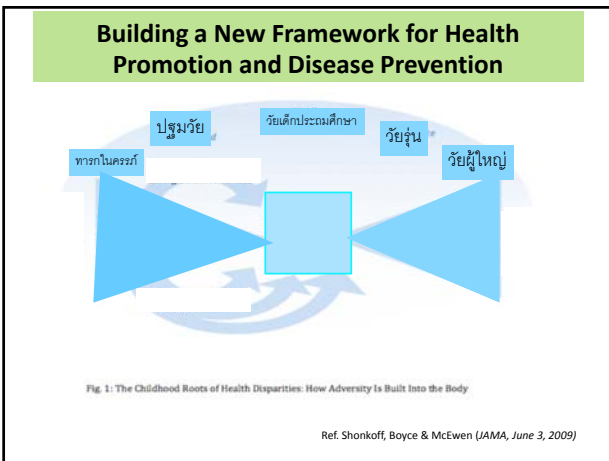 Building a New Framework for Health
Promotion and Disease Prevention
ปฐมวัย
วัยเด็กประถมศึกษา
วัยรุ่น
ทารกในครรภ์
วัยผู้ใหญ่
Fig. 1: The Childhood Roots of Health Disparities: How Adversity Is Built Into the Body
Ref. Shonkoff, Boyce & McEwen (JAMA, June 3, 2009)